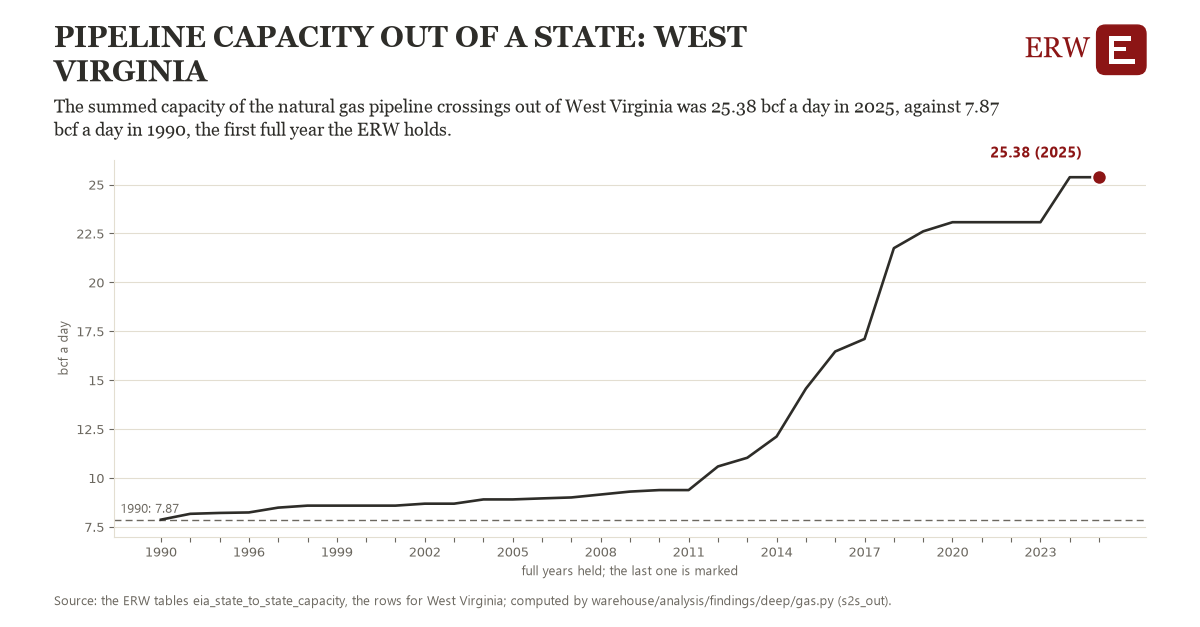 PIPELINE CAPACITY OUT OF A STATE: WEST
VIRGINIA
ERW E
The summed capacity of the natural gas pipeline crossings out of West Virginia was 25.38 bcf a day in 2025, against 7.87
bcf a day in 1990, the first full year the ERW holds.
25.38 (2025)
25
22.5
20
17.5
15
12.5
10
7.5
bcf a day
1990: 7.87
1990 1996 1999 2002 2005 2008 2011 2014 2017 2020 2023
full years held; the last one is marked
Source: the ERW tables eia_state_to_state_capacity, the rows for West Virginia; computed by warehouse/analysis/findings/deep/gas.py (s2s_out).